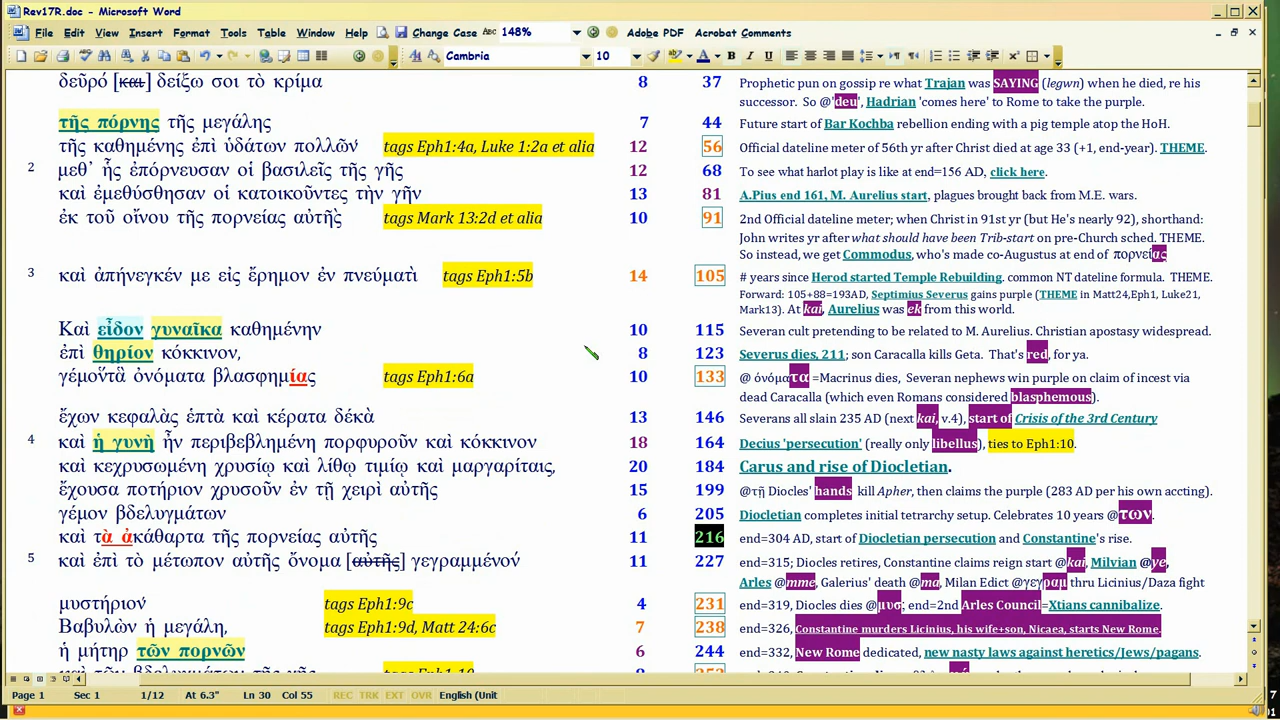 Rev17R.doc - Microsoft Word
File Edit View Insert Format Tools Table Window Help Change Case 148% Adobe PDF Acrobat Comments
Cambria 10
δεῦρό [και] δείξω σοι τὸ κρίμα 8 37 Prophetic pun on gossip re what Trajan was SAYING (legwn) when he died, re his
successor. So @'deu', Hadrian 'comes here' to Rome to take the purple.
τῆς πόρνης τῆς μεγάλης 7 44 Future start of Bar Kochba rebellion ending with a pig temple atop the HoH.
τῆς καθημένης ἐπὶ ὑδάτων πολλῶν tags Eph1:4a, Luke 1:2a et alia 12 56 Official dateline meter of 56th yr after Christ died at age 33 (+1, end-year). THEME.
2 μεθ᾽ ἧς ἐπόρνευσαν οἱ βασιλεῖς τῆς γῆς 12 68 To see what harlot play is like at end=156 AD, click here.
καὶ ἐμεθύσθησαν οἱ κατοικοῦντες τὴν γῆν 13 81 A.Pius end 161, M. Aurelius start, plagues brought back from M.E. wars.
ἐκ τοῦ οἴνου τῆς πορνείας αὐτῆς tags Mark 13:2d et alia 10 91 2nd Official dateline meter; when Christ in 91st yr (but He's nearly 92), shorthand:
John writes yr after what should have been Trib-start on pre-Church sched. THEME.
So instead, we get Commodus, who's made co-Augustus at end of πορνείας
3 καὶ ἀπήνεγκέν με εἰς ἔρημον ἐν πνεύματὶ tags Eph1:5b 14 105 # years since Herod started Temple Rebuilding. common NT dateline formula. THEME.
Forward: 105+88=193AD, Septimius Severus gains purple (THEME in Matt24,Eph1, Luke21,
Mark13). At kai, Aurelius was ek from this world.
Καὶ εἶδον γυναῖκα καθημένην 10 115 Severan cult pretending to be related to M. Aurelius. Christian apostasy widespread.
ἐπὶ θηρίον κόκκινον, 8 123 Severus dies, 211; son Caracalla kills Geta. That's red, for ya.
γέμοντα ὀνόματα βλασφημίας tags Eph1:6a 10 133 @ ὀνόματα =Macrinus dies, Severan nephews win purple on claim of incest via
dead Caracalla (which even Romans considered blasphemous).
ἔχων κεφαλὰς ἑπτὰ καὶ κέρατα δέκὰ 13 146 Severans all slain 235 AD (next kai, v.4), start of Crisis of the 3rd Century
4 καὶ ἡ γυνὴ ἦν περιβεβλημένη πορφυροῦν καὶ κόκκινον 18 164 Decius 'persecution' (really only libellus), ties to Eph1:10.
καὶ κεχρυσωμένη χρυσίῳ καὶ λίθῳ τιμίῳ καὶ μαργαρίταις, 20 184 Carus and rise of Diocletian.
ἔχουσα ποτήριον χρυσοῦν ἐν τῇ χειρὶ αὐτῆς 15 199 @τῇ Diocles' hands kill Apher, then claims the purple (283 AD per his own accting).
γέμον βδελυγμάτων 6 205 Diocletian completes initial tetrarchy setup. Celebrates 10 years @των.
καὶ τὰ ἀκάθαρτα τῆς πορνείας αὐτῆς 11 216 end=304 AD, start of Diocletian persecution and Constantine's rise.
5 καὶ ἐπὶ τὸ μέτωπον αὐτῆς ὄνομα [αὐτῆς] γεγραμμένον 11 227 end=315; Diocles retires, Constantine claims reign start @kai, Milvian @ye,
Arles @mme, Galerius' death @ma, Milan Edict @γεγραμ thru Licinius/Daza fight
μυστήριον 4 231 end=319, Diocles dies @μυσ; end=2nd Arles Council=Xtians cannibalize.
Βαβυλὼν ἡ μεγάλη, tags Eph1:9d, Matt 24:6c 7 238 end=326, Constantine murders Licinius, his wife+son, Nicaea, starts New Rome.
tags Eph1:9c
ἡ μήτηρ τῶν πορνῶν 6 244 end=332, New Rome dedicated, new nasty laws against heretics/Jews/pagans.
Page 1 Sec 1 1/12 At 6.3" Ln 30 Col 55 REC TRK EXT OVR English (Unit